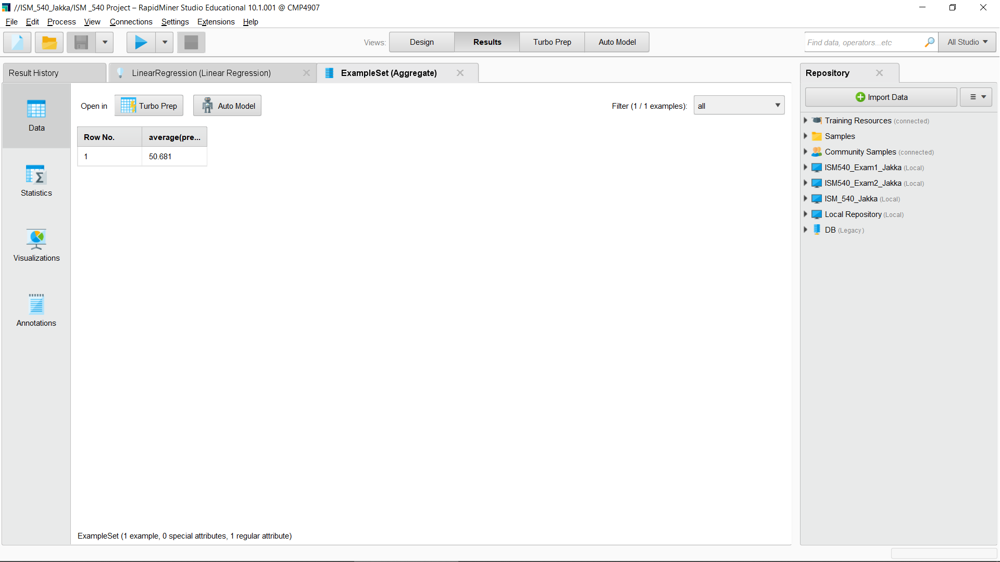 //ISM_540_Jakka/ISM _540 Project – RapidMiner Studio Educational 10.1.001 @ CMP4907
File Edit Process View Connections Settings Extensions Help
Views: Design Results Turbo Prep Auto Model
Find data, operators...etc All Studio
Result History
LinearRegression (Linear Regression)
ExampleSet (Aggregate)
Repository
Data
Statistics
Visualizations
Annotations
Open in Turbo Prep Auto Model
Filter (1 / 1 examples): all
Row No. average(pre...
1 50.681
ExampleSet (1 example, 0 special attributes, 1 regular attribute)
Import Data
Training Resources (connected)
Samples
Community Samples (connected)
ISM540_Exam1_Jakka (Local)
ISM540_Exam2_Jakka (Local)
ISM_540_Jakka (Local)
Local Repository (Local)
DB (Legacy)